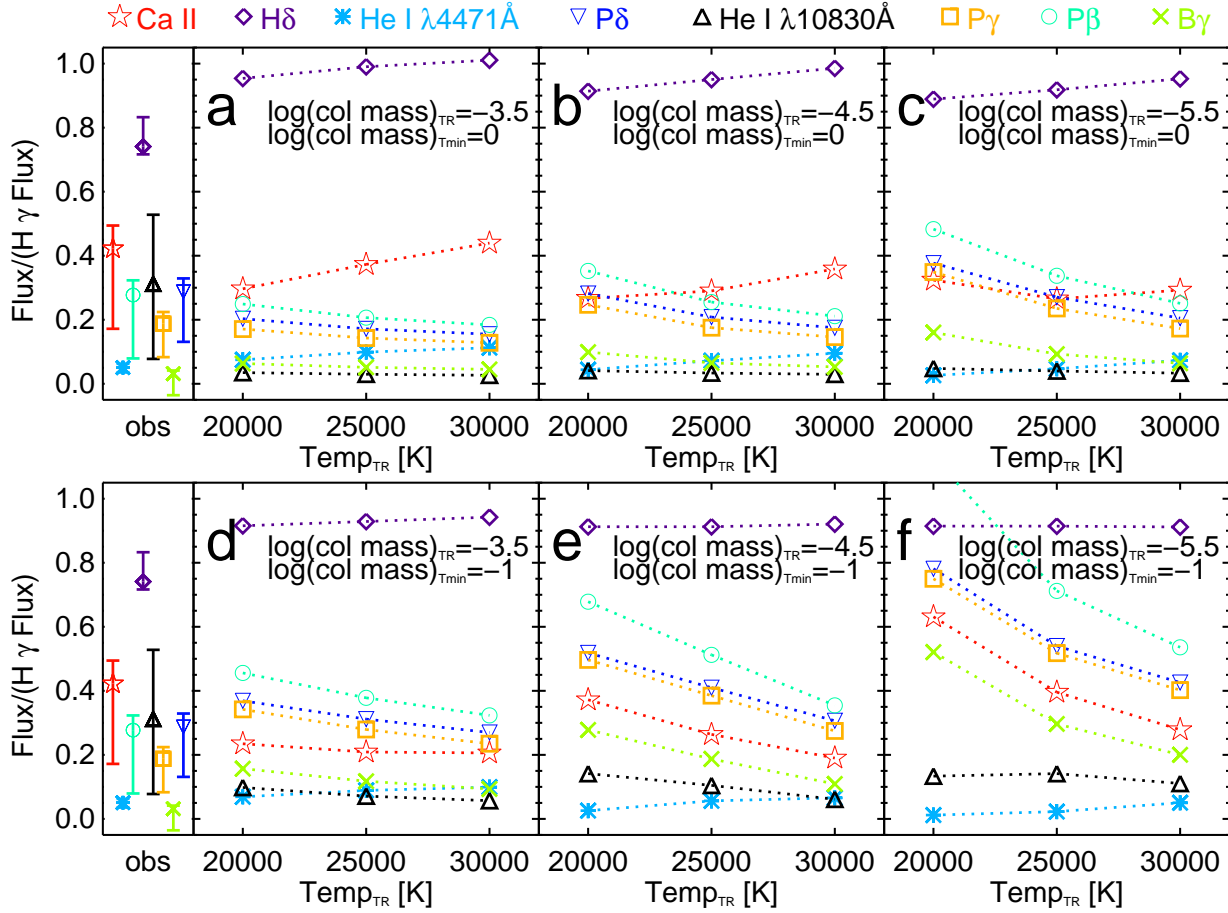 Ca II Hδ He I λ4471Å Pδ He I λ10830Å Pγ Pβ Bγ
Flux/(H γ Flux)
1.0
0.8
0.6
0.4
0.2
0.0
obs
a
log(col mass)TR=−3.5
log(col mass)Tmin=0
20000 25000 30000
TempTR [K]
b
log(col mass)TR=−4.5
log(col mass)Tmin=0
20000 25000 30000
TempTR [K]
c
log(col mass)TR=−5.5
log(col mass)Tmin=0
20000 25000 30000
TempTR [K]
Flux/(H γ Flux)
1.0
0.8
0.6
0.4
0.2
0.0
obs
d
log(col mass)TR=−3.5
log(col mass)Tmin=−1
20000 25000 30000
TempTR [K]
e
log(col mass)TR=−4.5
log(col mass)Tmin=−1
20000 25000 30000
TempTR [K]
f
log(col mass)TR=−5.5
log(col mass)Tmin=−1
20000 25000 30000
TempTR [K]